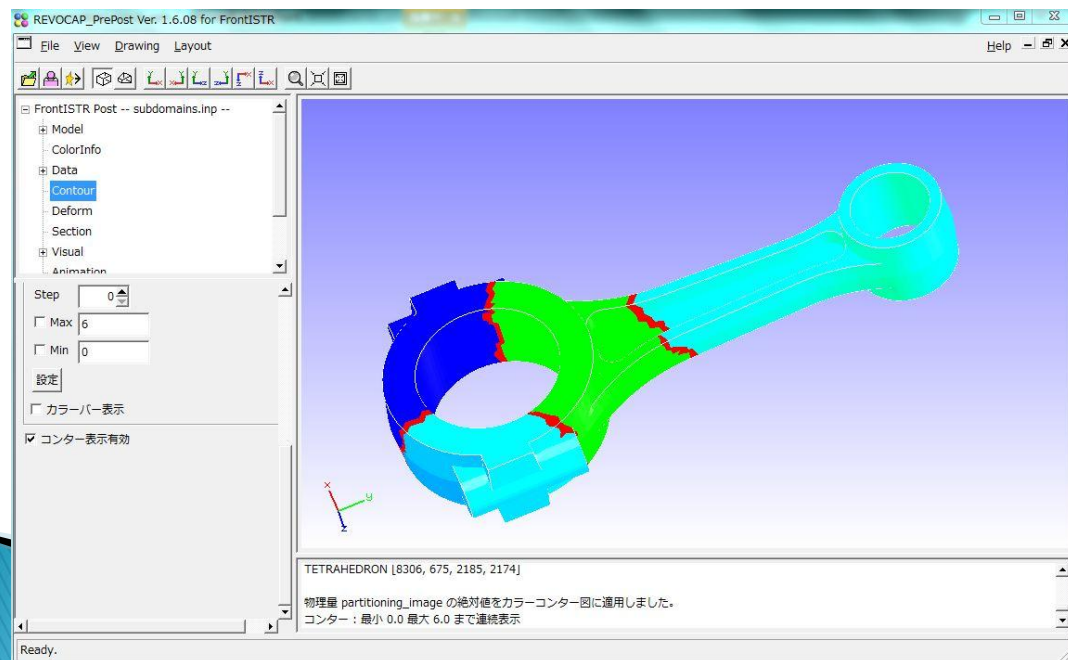 REVOCAP_PrePost Ver. 1.6.08 for FrontISTR
File View Drawing Layout Help
FrontISTR Post -- subdomains.inp --
Model
ColorInfo
Data
Contour
Deform
Section
Visual
Animation
Step 0
Max 6
Min 0
設定
カラーバー表示
コンター表示有効
x
y
z
TETRAHEDRON [8306, 675, 2185, 2174]
物理量 partitioning_image の絶対値をカラーコンター図に適用しました。
コンター : 最小 0.0 最大 6.0 まで連続表示
Ready.